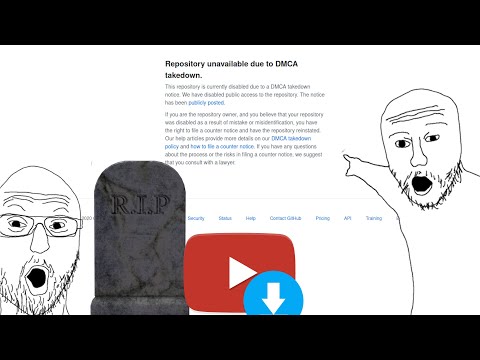 Repository unavailable due to DMCA
takedown.
This repository is currently disabled due to a DMCA takedown
notice. We have disabled public access to the repository. The notice
has been publicly posted.
If you are the repository owner, and you believe that your repository
was disabled as a result of mistake or misidentification, you have
the right to file a counter notice and have the repository reinstated.
Our help articles provide more details on our DMCA takedown
policy and how to file a counter notice. If you have any questions
about the process or the risks in filing a counter notice, we suggest
that you consult with a lawyer.
R.I.P
2020 Security Status Help Contact GitHub Pricing API Training